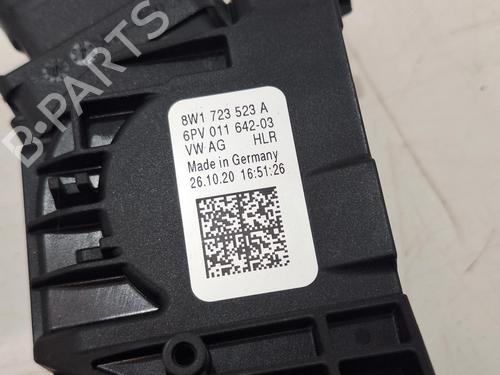 B-PARTS
8W1 723 523 A
6PV 011 642-03
VW AG HLR
Made in Germany
26.10.20 16:51:26